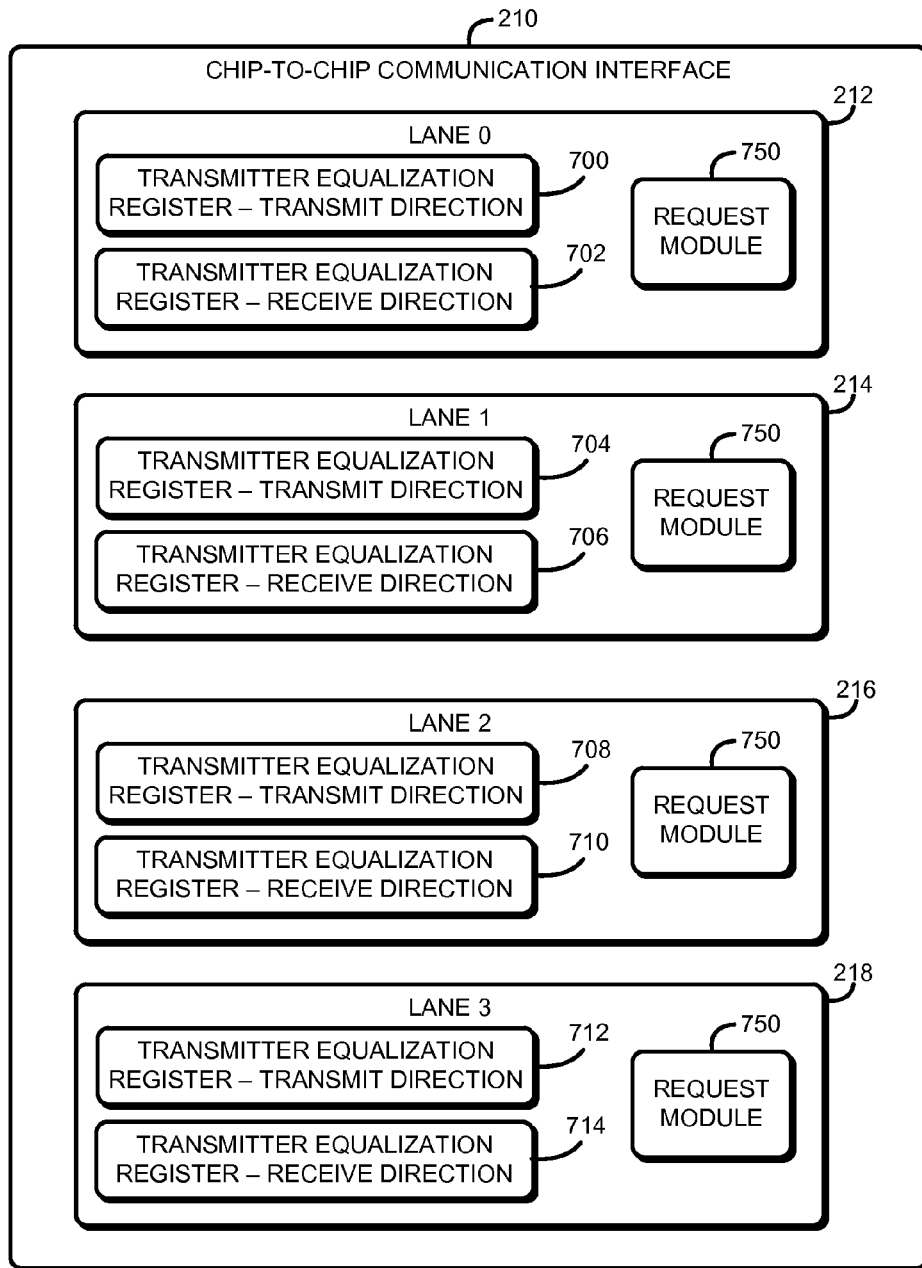 210
CHIP-TO-CHIP COMMUNICATION INTERFACE
212
LANE 0
TRANSMITTER EQUALIZATION
REGISTER – TRANSMIT DIRECTION
700
TRANSMITTER EQUALIZATION
REGISTER – RECEIVE DIRECTION
702
750
REQUEST
MODULE
214
LANE 1
TRANSMITTER EQUALIZATION
REGISTER – TRANSMIT DIRECTION
704
TRANSMITTER EQUALIZATION
REGISTER – RECEIVE DIRECTION
706
750
REQUEST
MODULE
216
LANE 2
TRANSMITTER EQUALIZATION
REGISTER – TRANSMIT DIRECTION
708
TRANSMITTER EQUALIZATION
REGISTER – RECEIVE DIRECTION
710
750
REQUEST
MODULE
218
LANE 3
TRANSMITTER EQUALIZATION
REGISTER – TRANSMIT DIRECTION
712
TRANSMITTER EQUALIZATION
REGISTER – RECEIVE DIRECTION
714
750
REQUEST
MODULE